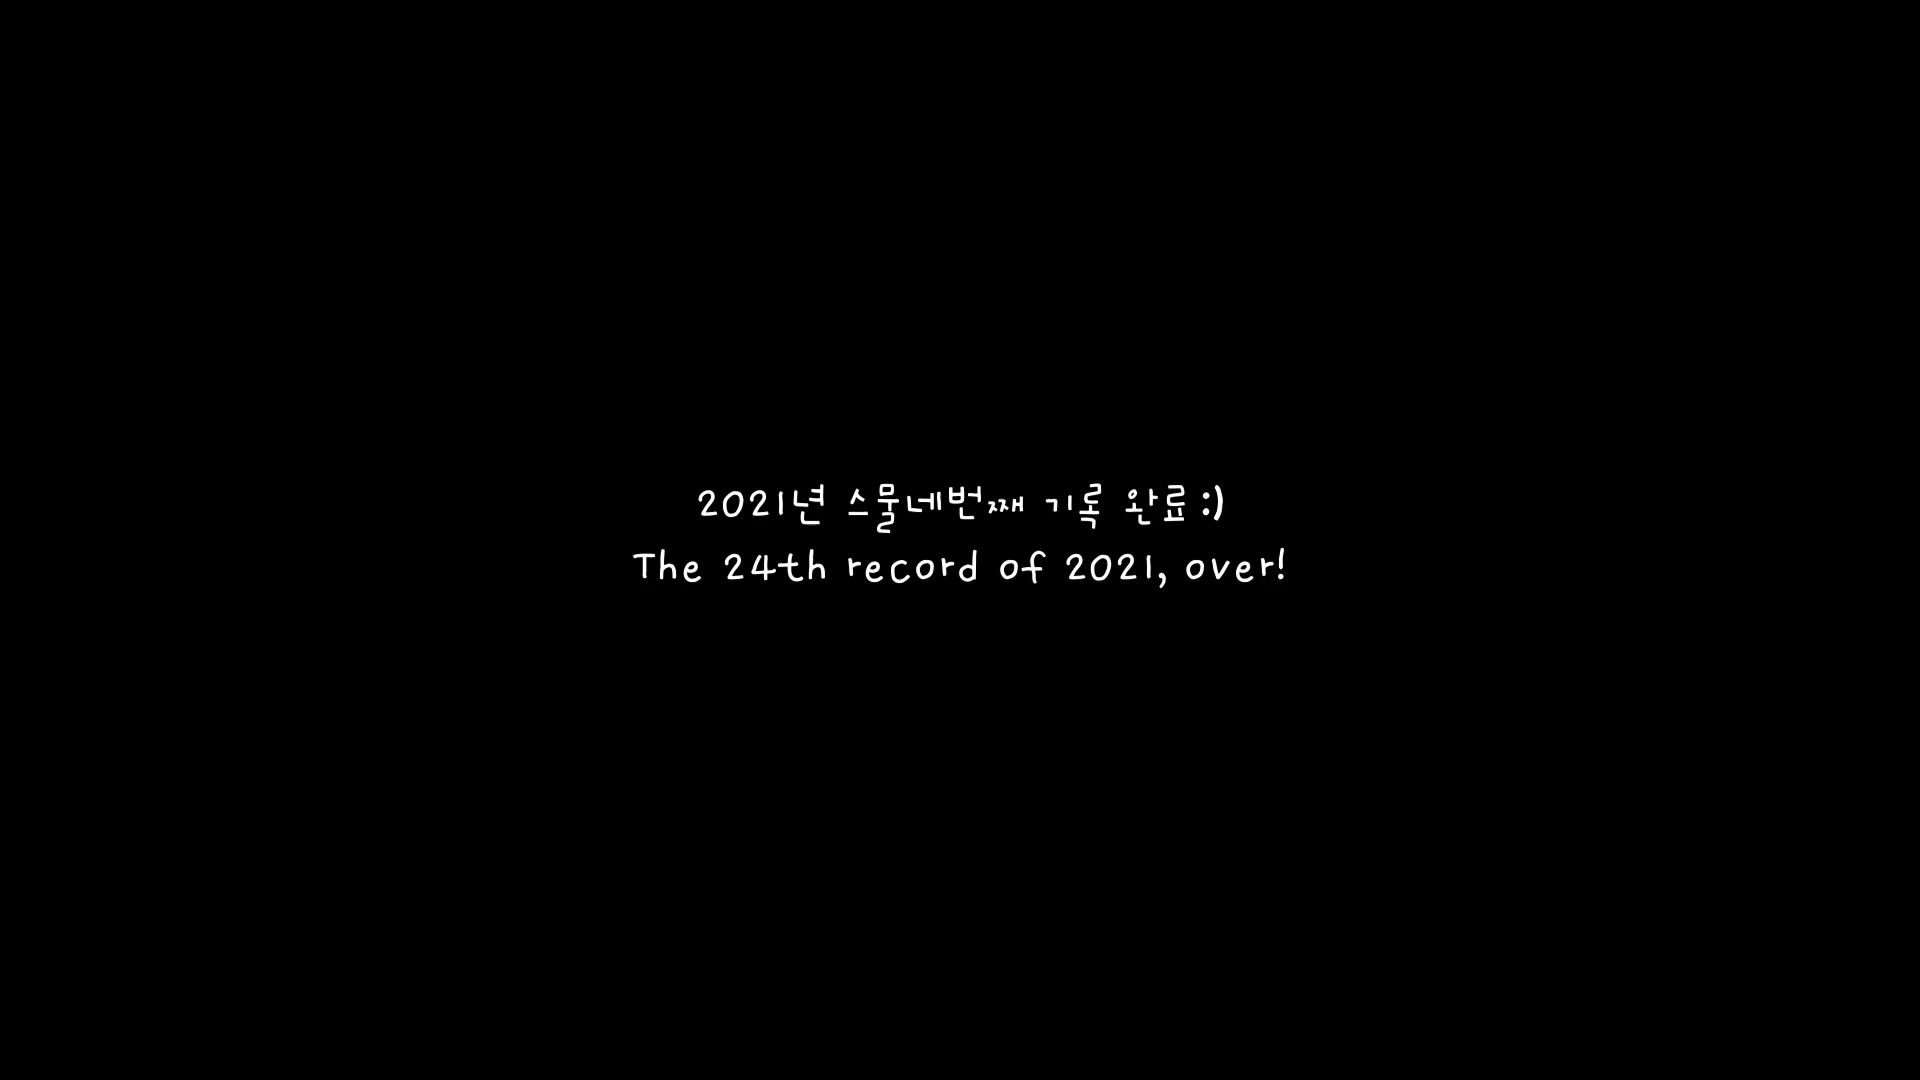 2021년 스물네번째 기록 완료 :)
The 24th record of 2021, over!